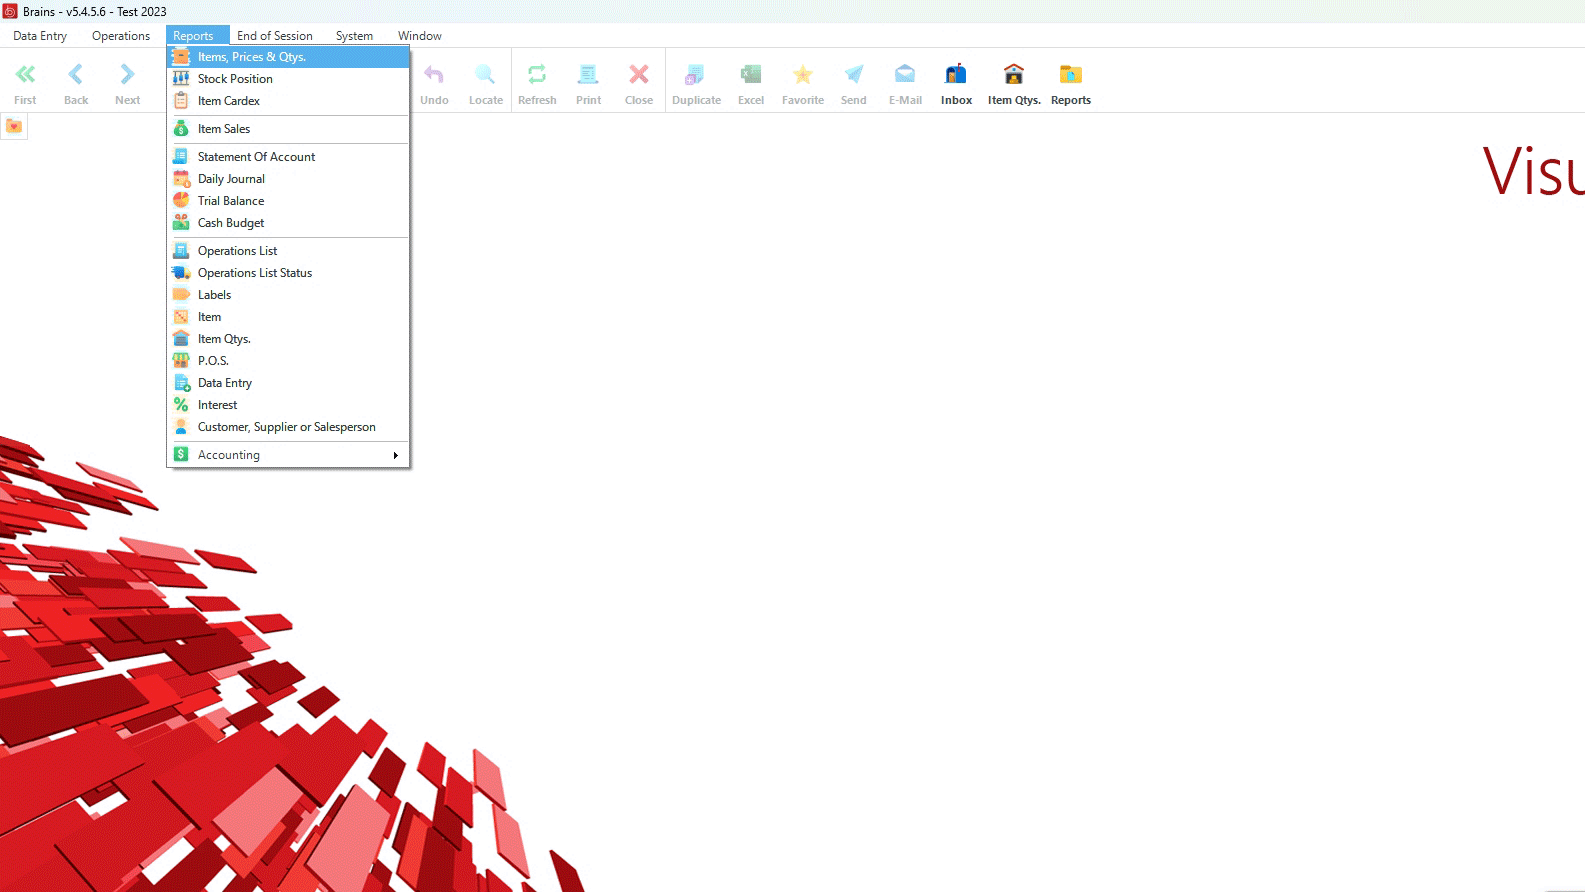 Brains - v5.4.5.6 - Test 2023
Data Entry Operations Reports End of Session System Window
First Back Next Undo Locate Refresh Print Close Duplicate Excel Favorite Send E-Mail Inbox Item Qtys. Reports
Items, Prices & Qtys.
Stock Position
Item Cardex
Item Sales
Statement Of Account
Daily Journal
Trial Balance
Cash Budget
Operations List
Operations List Status
Labels
Item
Item Qtys.
P.O.S.
Data Entry
Interest
Customer, Supplier or Salesperson
Accounting